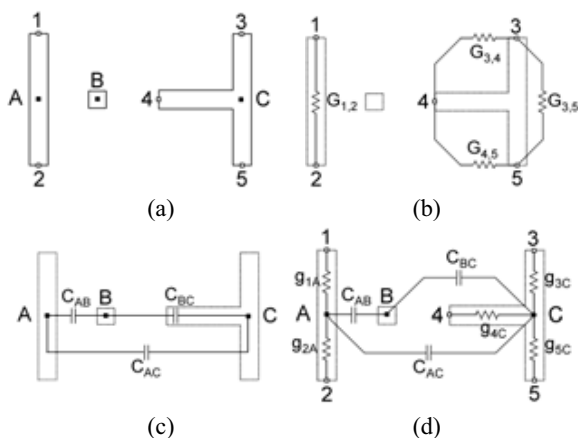 1 3
A B 4 C
2 5
(a)
1 3
G3,4
4 G1,2 G3,5
G4,5
2 5
(b)
A CAB B CBC C
CAC
(c)
1 3
CBC
g1A CAB B g3C
A 4 C
g4C
g2A CAC g5C
2 5
(d)